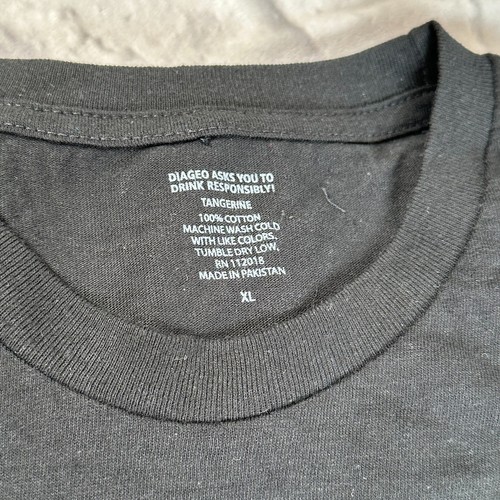 DIAGEO ASKS YOU TO
DRINK RESPONSIBLY!
TANGERINE
100% COTTON
MACHINE WASH COLD
WITH LIKE COLORS,
TUMBLE DRY LOW,
RN 112018
MADE IN PAKISTAN
XL